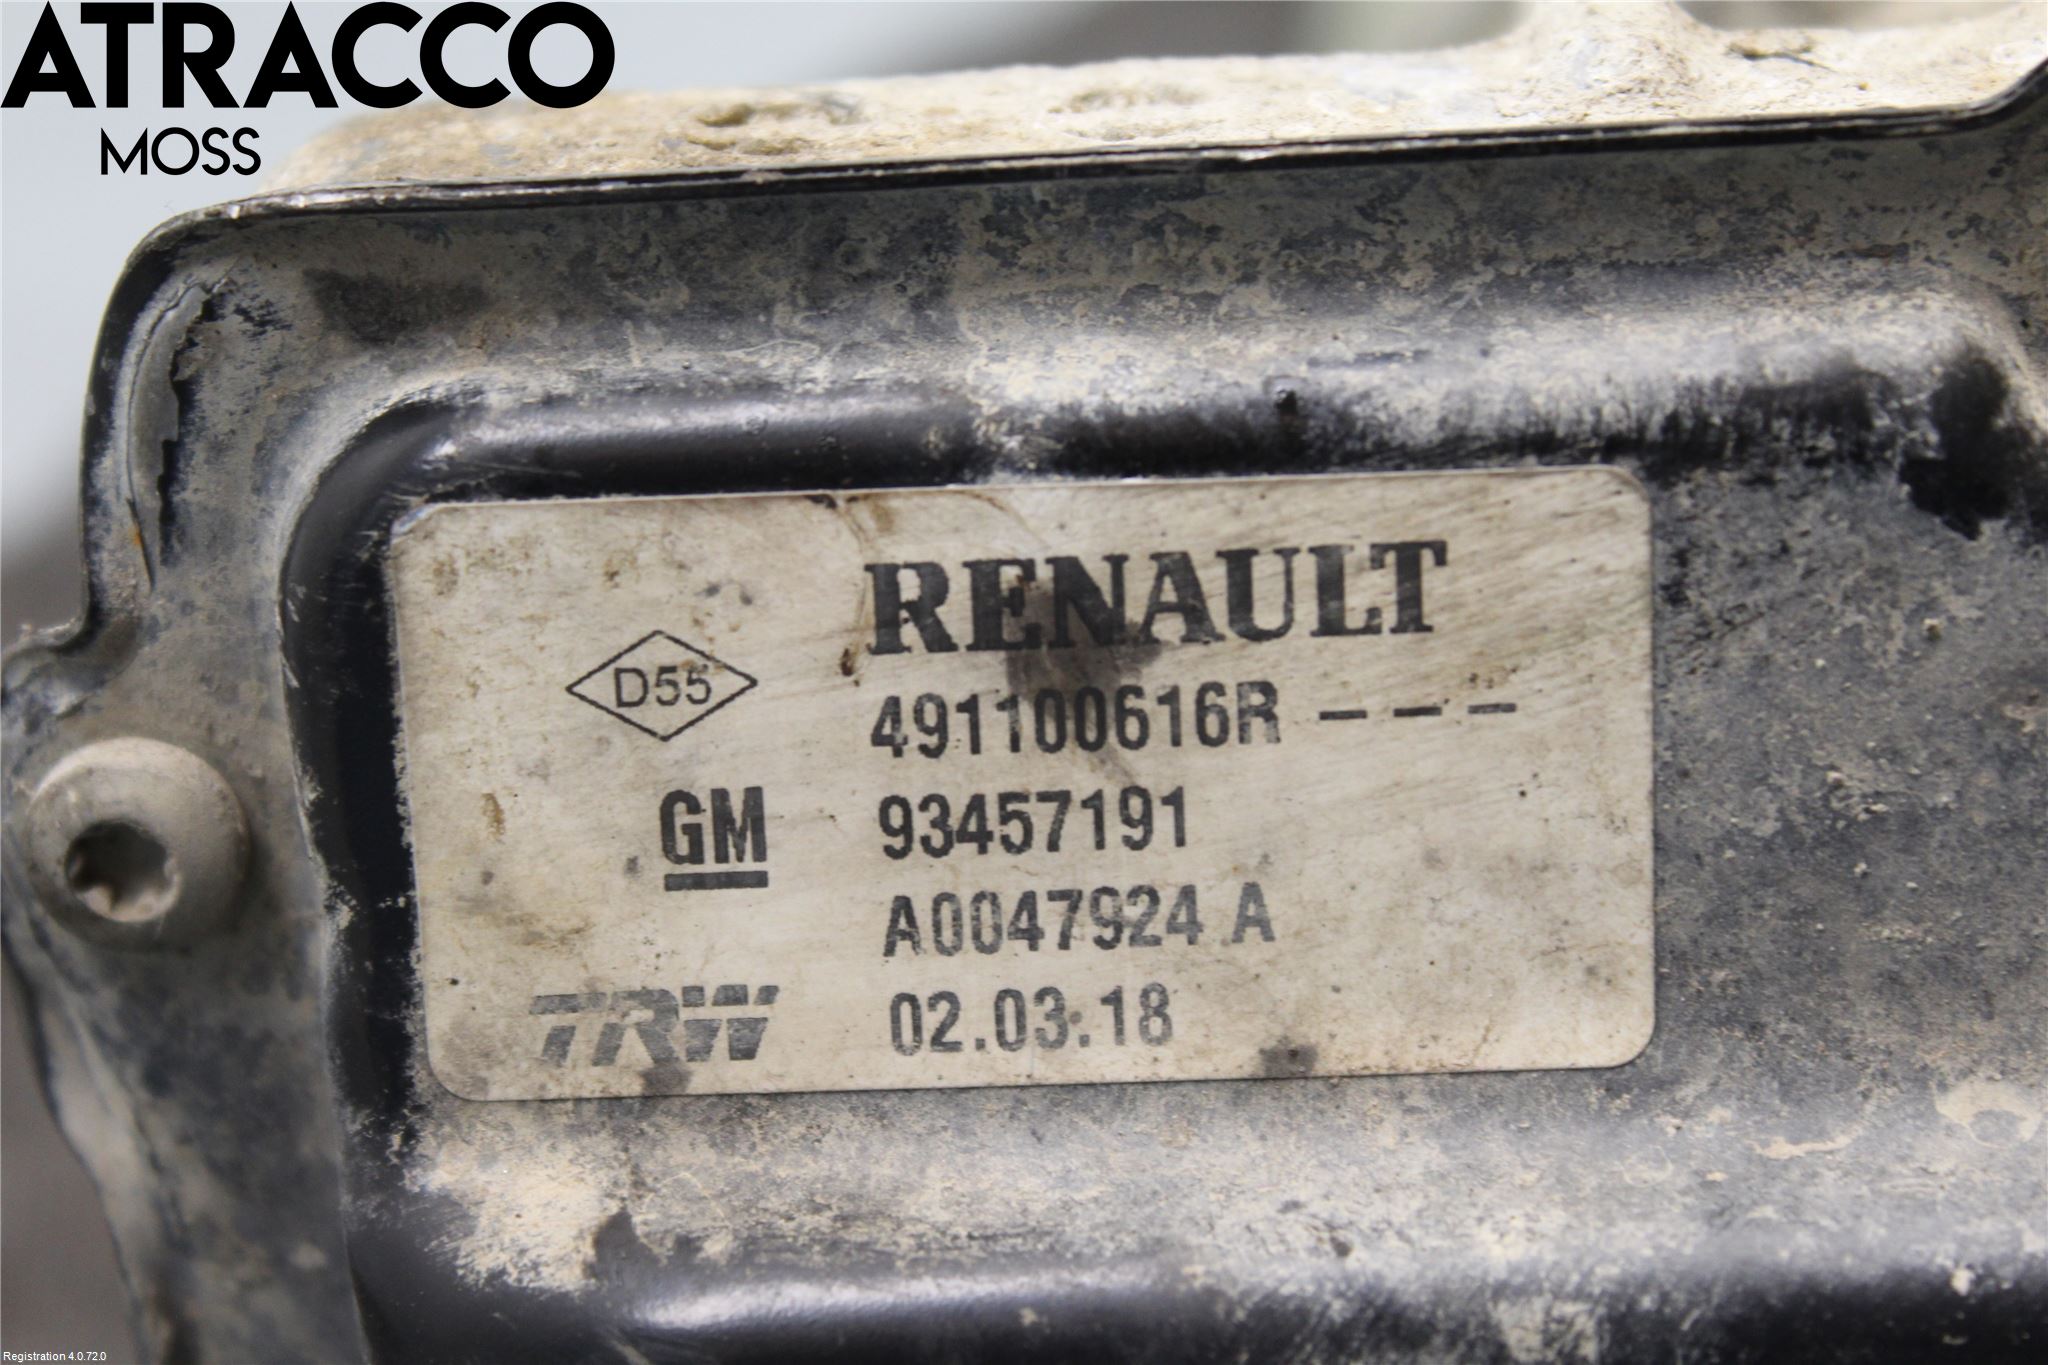 ATRACCO
MOSS
RENAULT
D55
491100616R ---
GM 93457191
A0047924 A
TRW 02.03.18
Registration 4.0.72.0